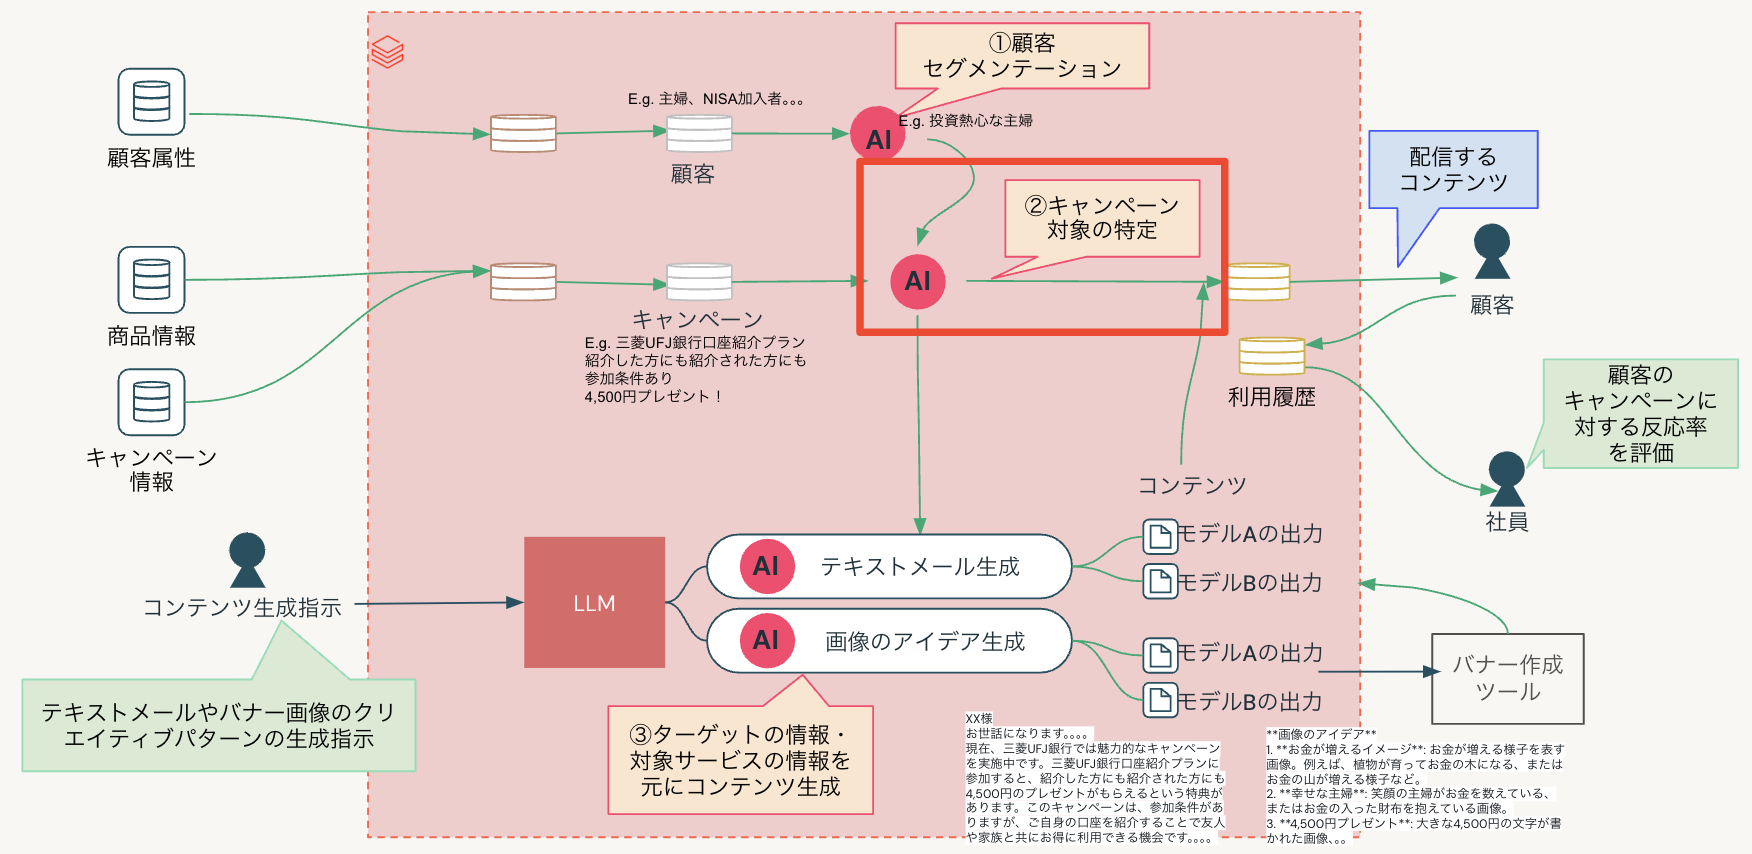 ①顧客
セグメンテーション
E.g. 主婦、NISA加入者。。。
AI
E.g. 投資熱心な主婦
顧客属性
顧客
配信する
コンテンツ
②キャンペーン
対象の特定
AI
顧客
商品情報
キャンペーン
E.g. 三菱UFJ銀行口座紹介プラン
紹介した方にも紹介された方にも
参加条件あり
4,500円プレゼント！
利用履歴
顧客の
キャンペーンに
対する反応率
を評価
キャンペーン
情報
コンテンツ
社員
コンテンツ生成指示
LLM
AI
テキストメール生成
モデルAの出力
モデルBの出力
AI
画像のアイデア生成
モデルAの出力
モデルBの出力
バナー作成
ツール
テキストメールやバナー画像のクリ
エイティブパターンの生成指示
③ターゲットの情報・
対象サービスの情報を
元にコンテンツ生成
XX様
お世話になります。。。。
現在、三菱UFJ銀行では魅力的なキャンペーン
を実施中です。三菱UFJ銀行口座紹介プランに
参加すると、紹介した方にも紹介された方にも
4,500円のプレゼントがもらえるという特典が
あります。このキャンペーンは、参加条件があ
りますが、ご自身の口座を紹介することで友人
や家族と共にお得に利用できる機会です。。。。
**画像のアイデア**
1. **お金が増えるイメージ**: お金が増える様子を表す
画像。例えば、植物が育ってお金の木になる、または
お金の山が増える様子など。
2. **幸せな主婦**: 笑顔の主婦がお金を数えている、
またはお金の入った財布を抱えている画像。
3. **4,500円プレゼント**: 大きな4,500円の文字が書
かれた画像、。。